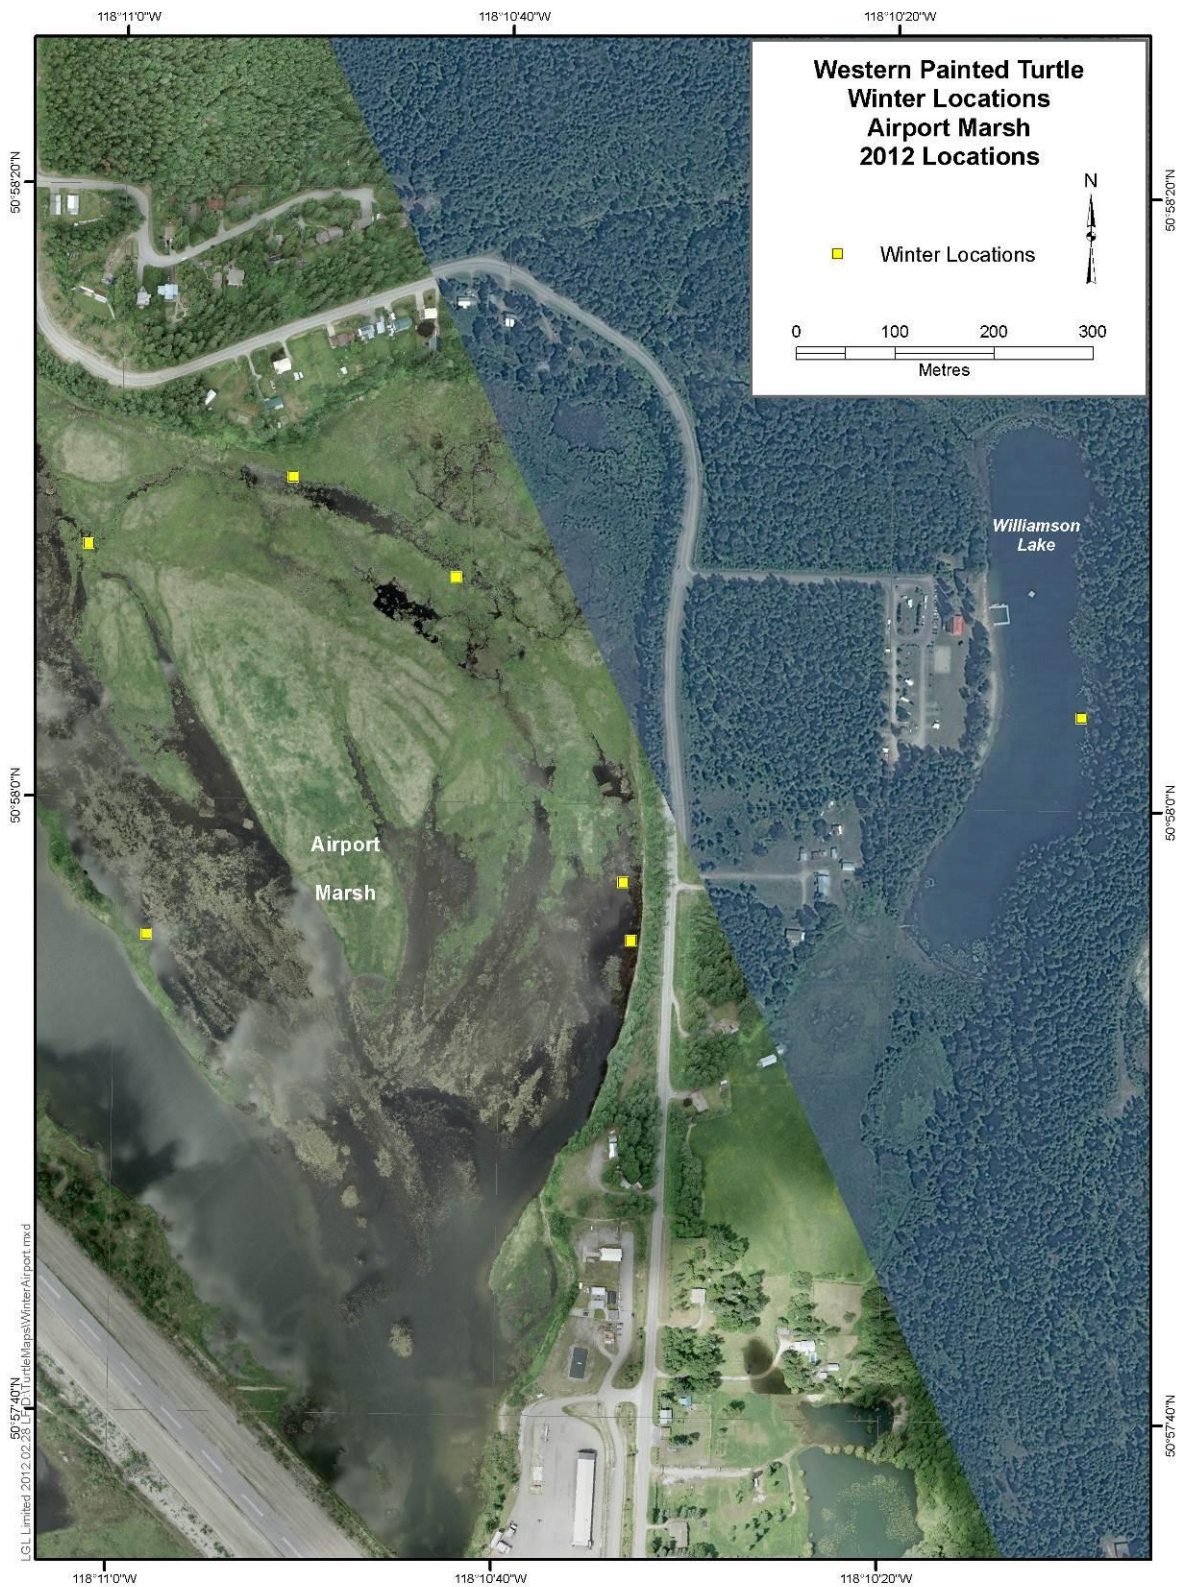 118°11'0"W
118°10'40"W
118°10'20"W
Western Painted Turtle
Winter Locations
Airport Marsh
2012 Locations
N
Winter Locations
0 100 200 300
Metres
50°58'20"N
50°58'20"N
Williamson
Lake
50°58'0"N
50°58'0"N
Airport
Marsh
50°57'40"N
50°57'40"N
LGL Limited 2012.02.28 LF D:\TurtleMaps\WinterAirport.mxd
118°11'0"W
118°10'40"W
118°10'20"W